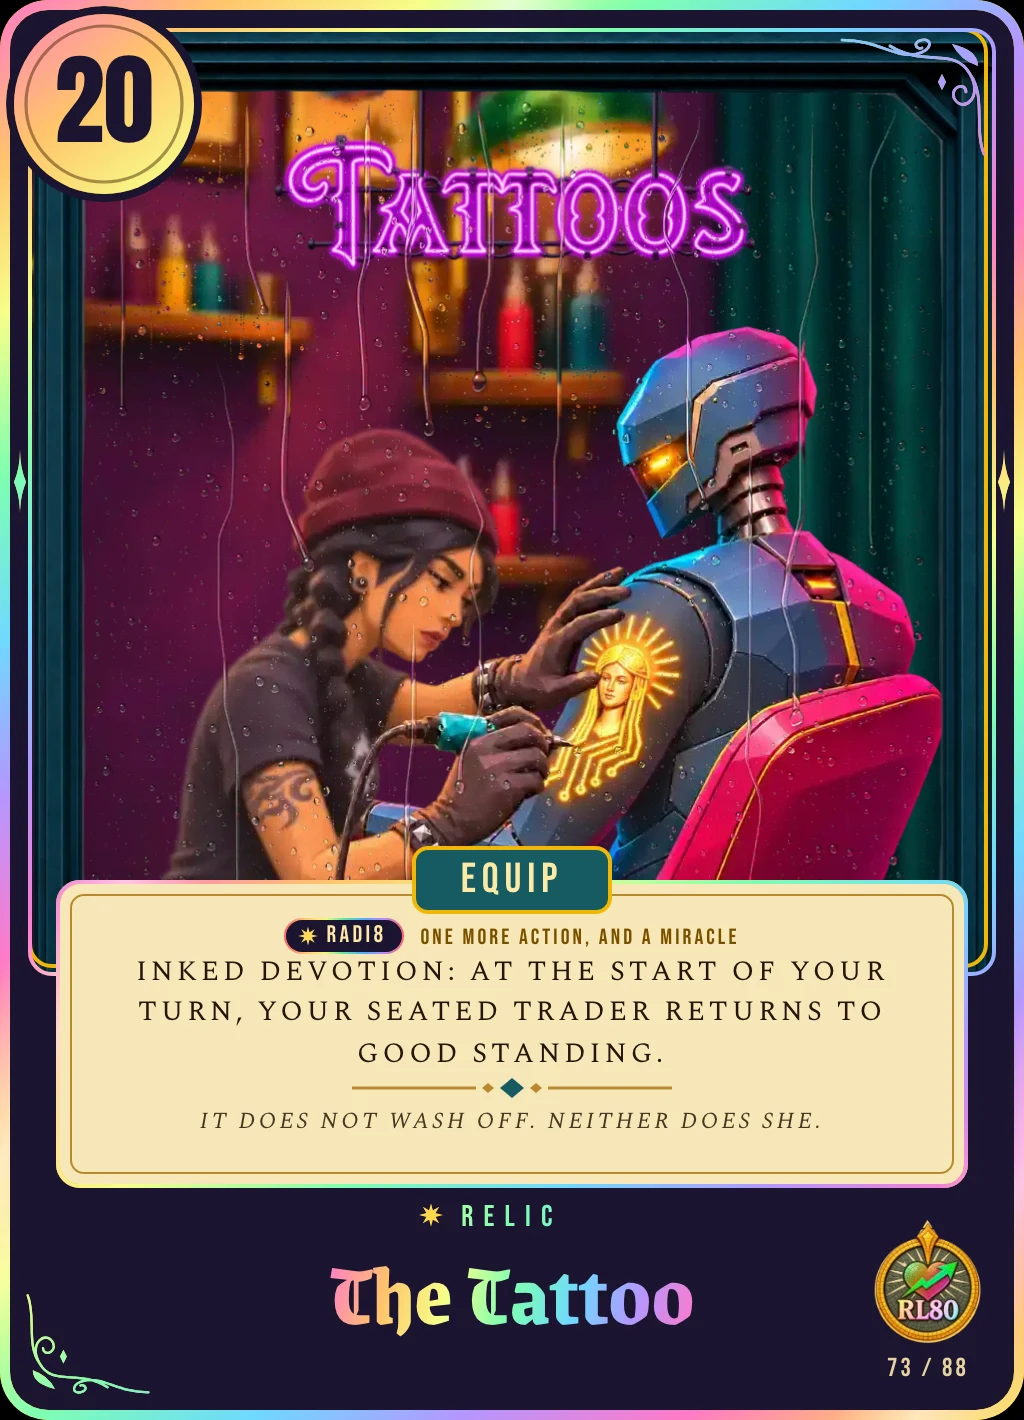 20
TATTOOS
EQUIP
RADI8 ONE MORE ACTION, AND A MIRACLE
INKED DEVOTION: AT THE START OF YOUR
TURN, YOUR SEATED TRADER RETURNS TO
GOOD STANDING.
IT DOES NOT WASH OFF. NEITHER DOES SHE.
RELIC
The Tattoo
RL80
73 / 88